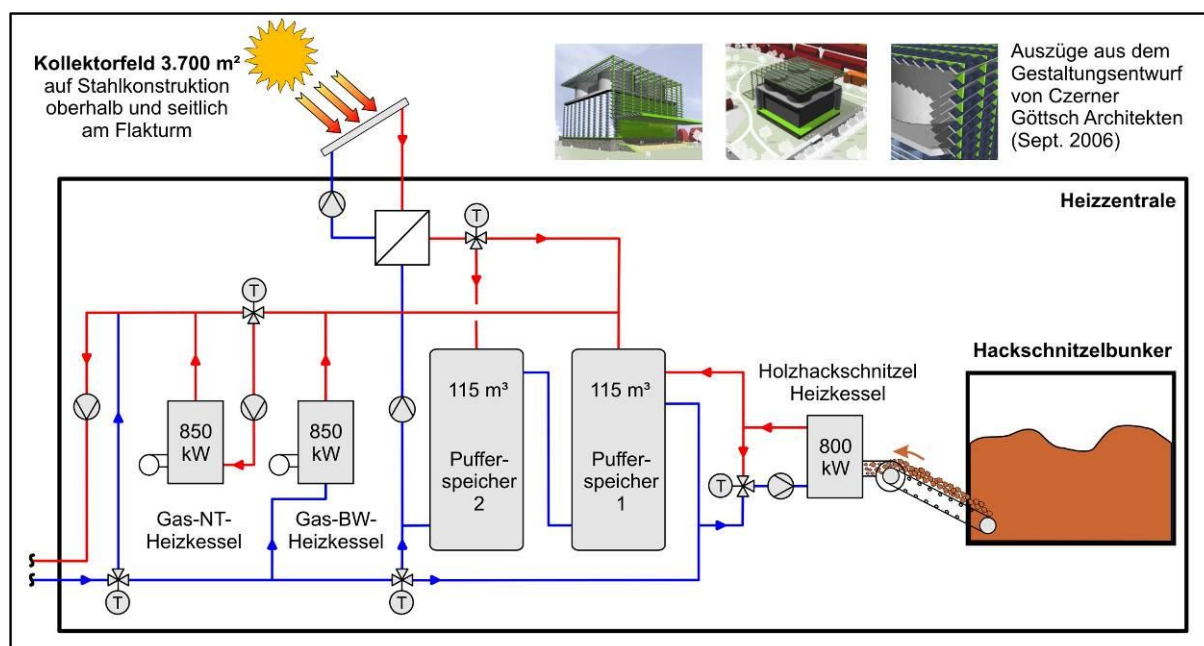 Kollektorfeld 3.700 m²
auf Stahlkonstruktion
oberhalb und seitlich
am Flakturm
Auszüge aus dem
Gestaltungsentwurf
von Czerner
Göttsch Architekten
(Sept. 2006)
Heizzentrale
T
T
Hackschnitzelbunker
Holzhackschnitzel
Heizkessel
115 m³
115 m³
850
kW
850
kW
800
kW
Puffer-
speicher
2
Puffer-
speicher
1
T
Gas-NT-
Heizkessel
Gas-BW-
Heizkessel
T
T